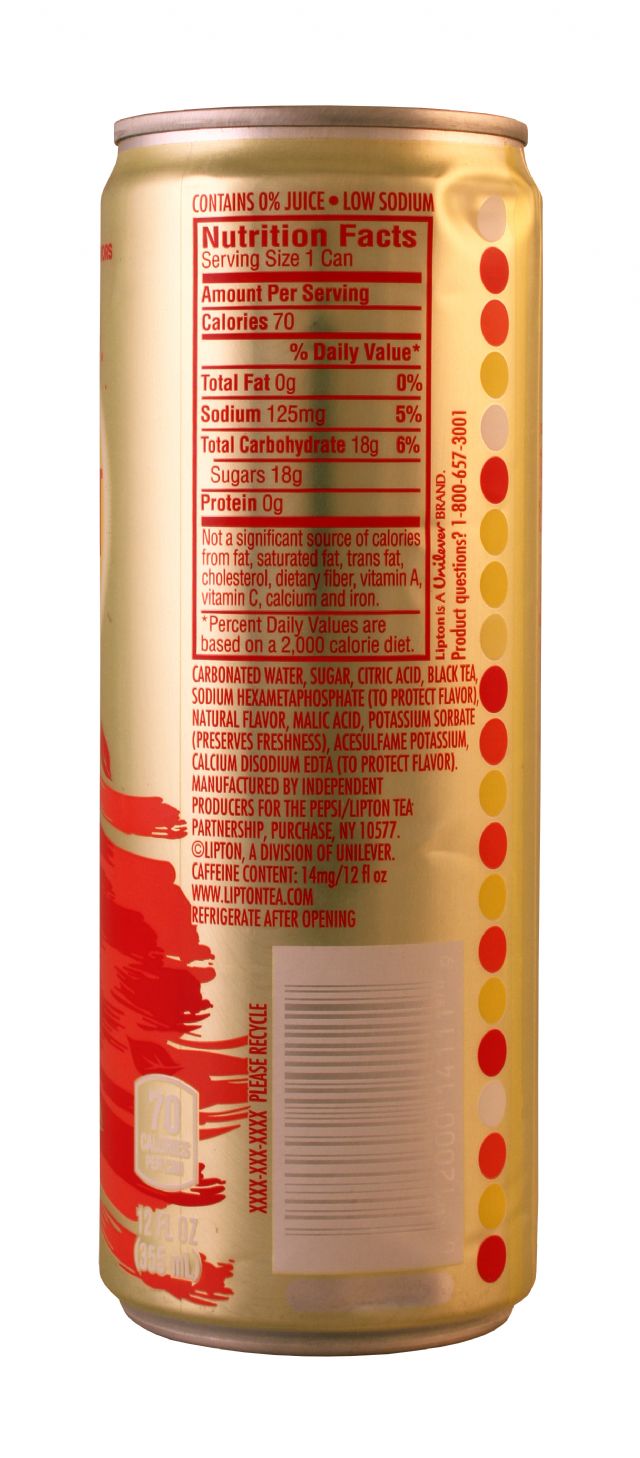 CONTAINS 0% JUICE • LOW SODIUM
Nutrition Facts
Serving Size 1 Can
Amount Per Serving
Calories 70
% Daily Value*
Total Fat 0g 0%
Sodium 125mg 5%
Total Carbohydrate 18g 6%
Sugars 18g
Protein 0g
Not a significant source of calories
from fat, saturated fat, trans fat,
cholesterol, dietary fiber, vitamin A,
vitamin C, calcium and iron.
*Percent Daily Values are
based on a 2,000 calorie diet.
Lipton IS A Unilever BRAND.
Product questions? 1-800-657-3001
CARBONATED WATER, SUGAR, CITRIC ACID, BLACK TEA,
SODIUM HEXAMETAPHOSPHATE (TO PROTECT FLAVOR),
NATURAL FLAVOR, MALIC ACID, POTASSIUM SORBATE
(PRESERVES FRESHNESS), ACESULFAME POTASSIUM,
CALCIUM DISODIUM EDTA (TO PROTECT FLAVOR).
MANUFACTURED BY INDEPENDENT
PRODUCERS FOR THE PEPSI/LIPTON TEA
PARTNERSHIP, PURCHASE, NY 10577.
©LIPTON, A DIVISION OF UNILEVER.
CAFFEINE CONTENT: 14mg/12 fl oz
WWW.LIPTONTEA.COM
REFRIGERATE AFTER OPENING
XXXX-XXX-XXXX PLEASE RECYCLE
70
CALORIES
PER CAN
12 FL OZ
(355 mL)